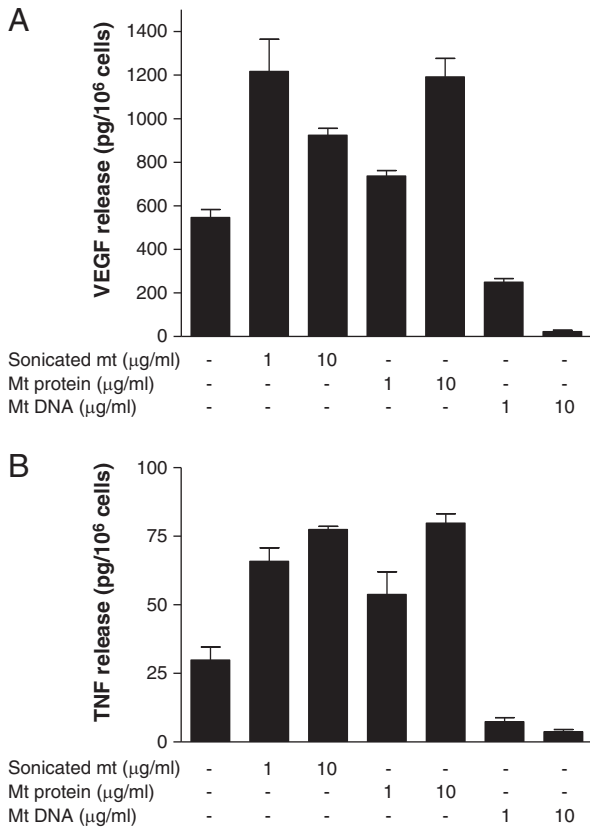 A
VEGF release (pg/10⁶ cells)
1400
1200
1000
800
600
400
200
0
Sonicated mt (μg/ml) - 1 10 - - - -
Mt protein (μg/ml) - - - 1 10 - -
Mt DNA (μg/ml) - - - - - 1 10
B
TNF release (pg/10⁶ cells)
100
75
50
25
0
Sonicated mt (μg/ml) - 1 10 - - - -
Mt protein (μg/ml) - - - 1 10 - -
Mt DNA (μg/ml) - - - - - 1 10